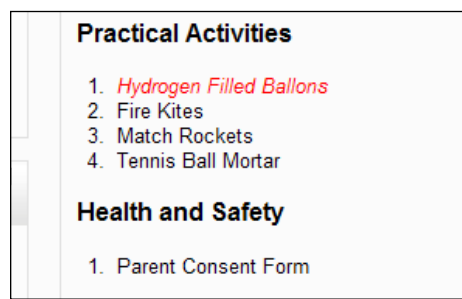 Practical Activities
1. Hydrogen Filled Ballons
2. Fire Kites
3. Match Rockets
4. Tennis Ball Mortar
Health and Safety
1. Parent Consent Form